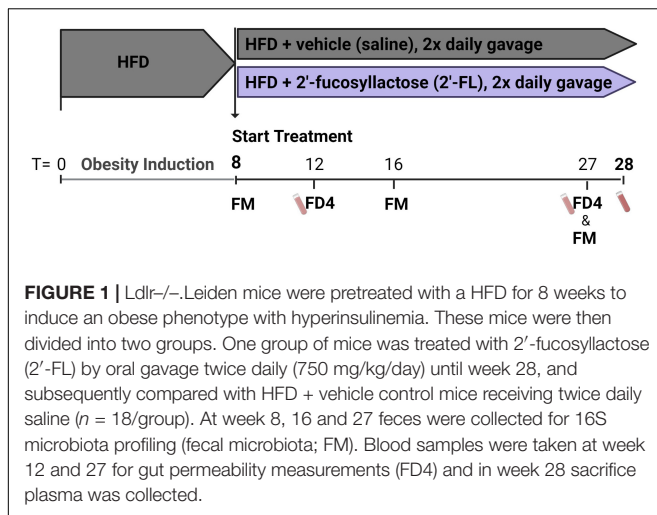 HFD
HFD + vehicle (saline), 2x daily gavage
HFD + 2'-fucosyllactose (2'-FL), 2x daily gavage
Start Treatment
T= 0 Obesity Induction 8 12 16 27 28
FM FD4 FM FD4
&
FM
FIGURE 1 | Ldlr–/–.Leiden mice were pretreated with a HFD for 8 weeks to
induce an obese phenotype with hyperinsulinemia. These mice were then
divided into two groups. One group of mice was treated with 2′-fucosyllactose
(2′-FL) by oral gavage twice daily (750 mg/kg/day) until week 28, and
subsequently compared with HFD + vehicle control mice receiving twice daily
saline (n = 18/group). At week 8, 16 and 27 feces were collected for 16S
microbiota profiling (fecal microbiota; FM). Blood samples were taken at week
12 and 27 for gut permeability measurements (FD4) and in week 28 sacrifice
plasma was collected.